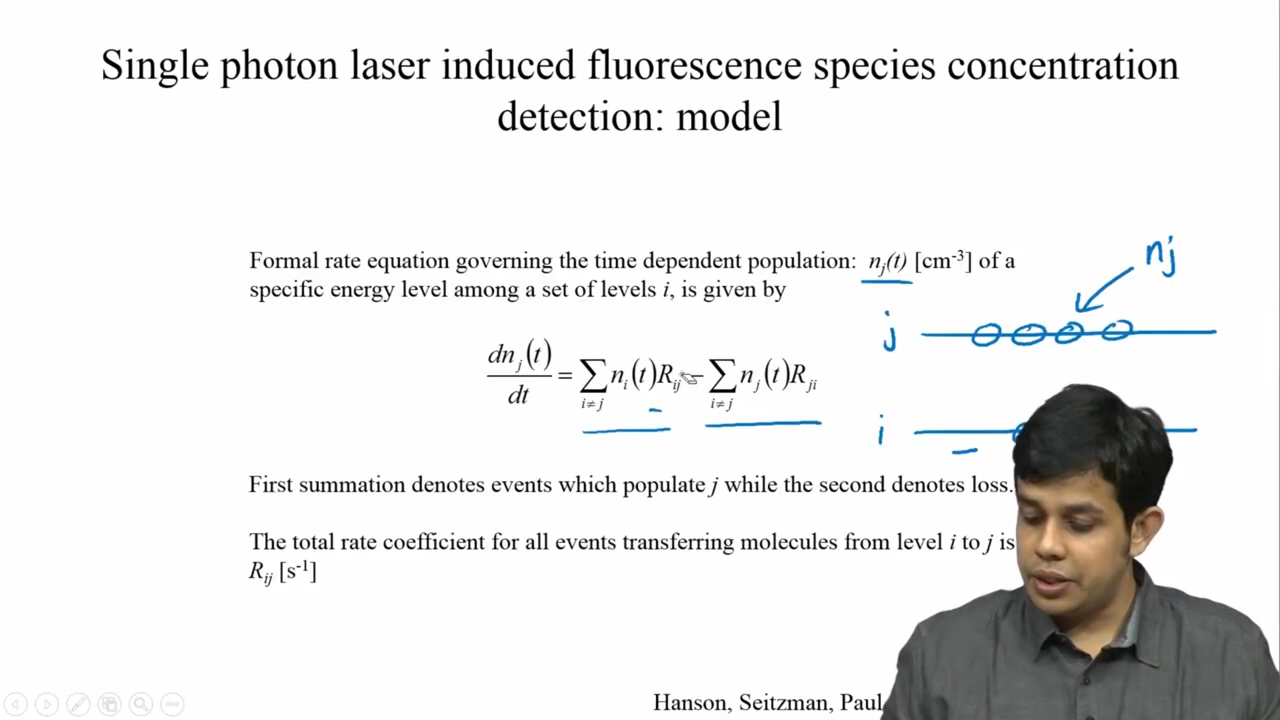 Single photon laser induced fluorescence species concentration
detection: model
Formal rate equation governing the time dependent population: nj(t) [cm-3] of a
specific energy level among a set of levels i, is given by
nj
j
dnj(t)/dt = ∑i≠j ni(t)Rij − ∑i≠j nj(t)Rji
i
First summation denotes events which populate j while the second denotes loss.
The total rate coefficient for all events transferring molecules from level i to j is
Rij [s-1]
Hanson, Seitzman, Paul